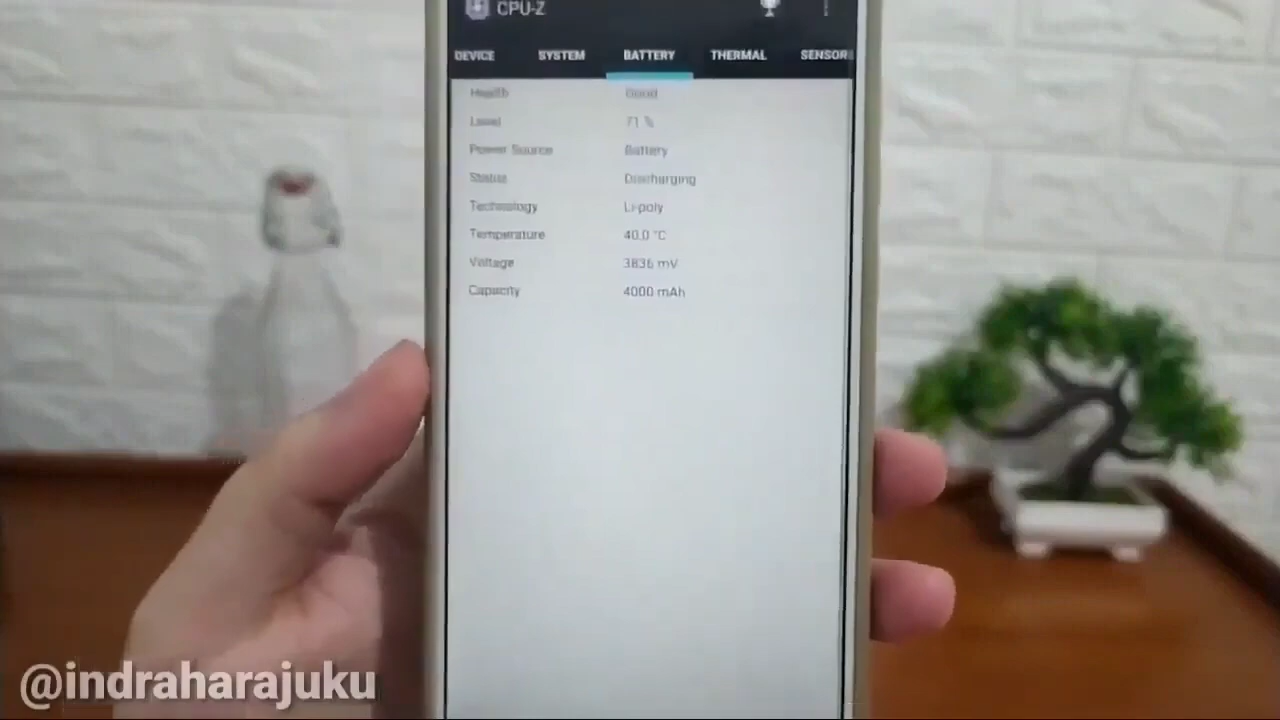 CPU-Z
DEVICE SYSTEM BATTERY THERMAL SENSOR
Health Good
Level 71 %
Power Source Battery
Status Discharging
Technology Li-poly
Temperature 40.0 °C
Voltage 3836 mV
Capacity 4000 mAh
@indraharajuku